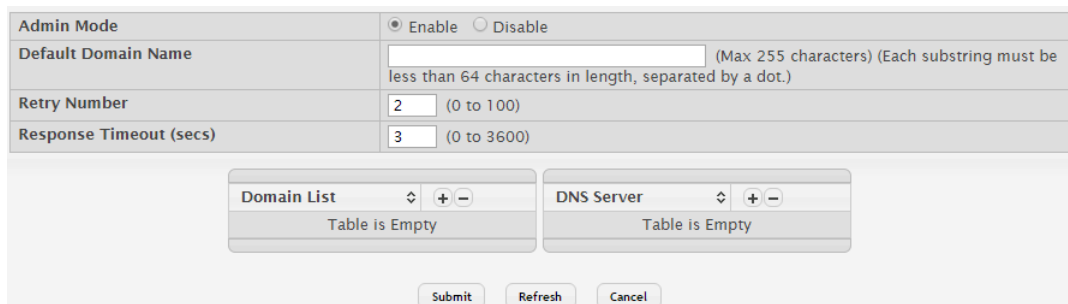 Admin Mode
Enable Disable
Default Domain Name
(Max 255 characters) (Each substring must be
less than 64 characters in length, separated by a dot.)
Retry Number
2 (0 to 100)
Response Timeout (secs)
3 (0 to 3600)
Domain List
Table is Empty
DNS Server
Table is Empty
Submit Refresh Cancel